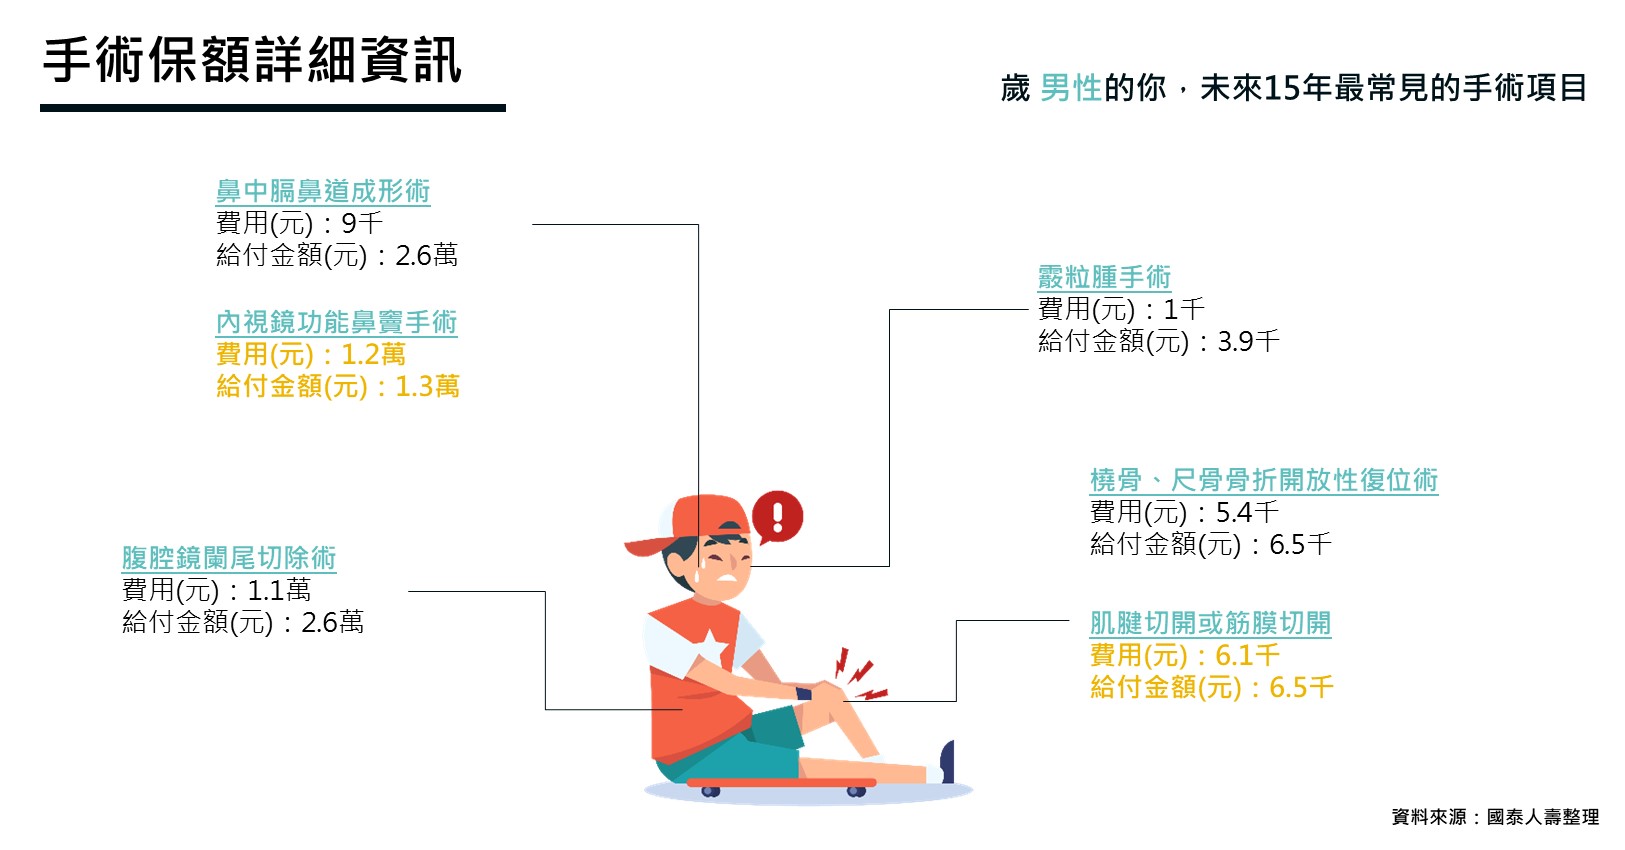 手術保額詳細資訊
歲 男性的你，未來15年最常見的手術項目
鼻中膈鼻道成形術
費用(元)：9千
給付金額(元)：2.6萬
內視鏡功能鼻竇手術
費用(元)：1.2萬
給付金額(元)：1.3萬
腹腔鏡闌尾切除術
費用(元)：1.1萬
給付金額(元)：2.6萬
霰粒腫手術
費用(元)：1千
給付金額(元)：3.9千
橈骨、尺骨骨折開放性復位術
費用(元)：5.4千
給付金額(元)：6.5千
肌腱切開或筋膜切開
費用(元)：6.1千
給付金額(元)：6.5千
資料來源：國泰人壽整理